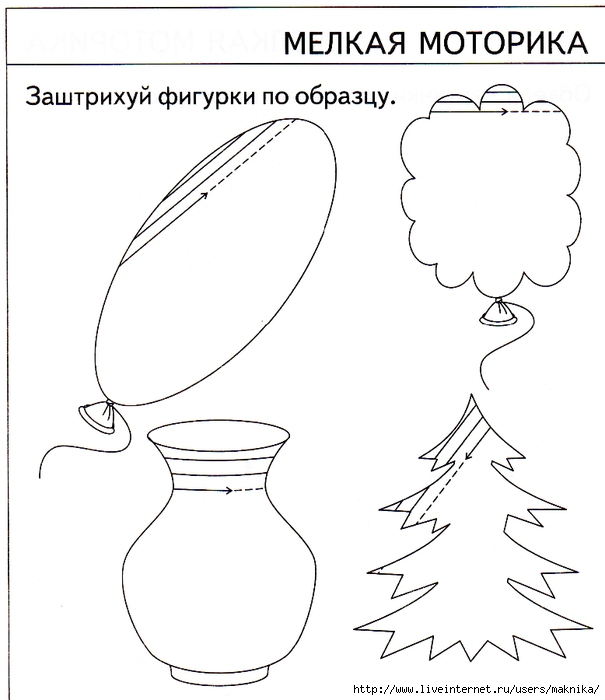 МЕЛКАЯ МОТОРИКА
Заштрихуй фигурки по образцу.
http://www.liveinternet.ru/users/maknika/